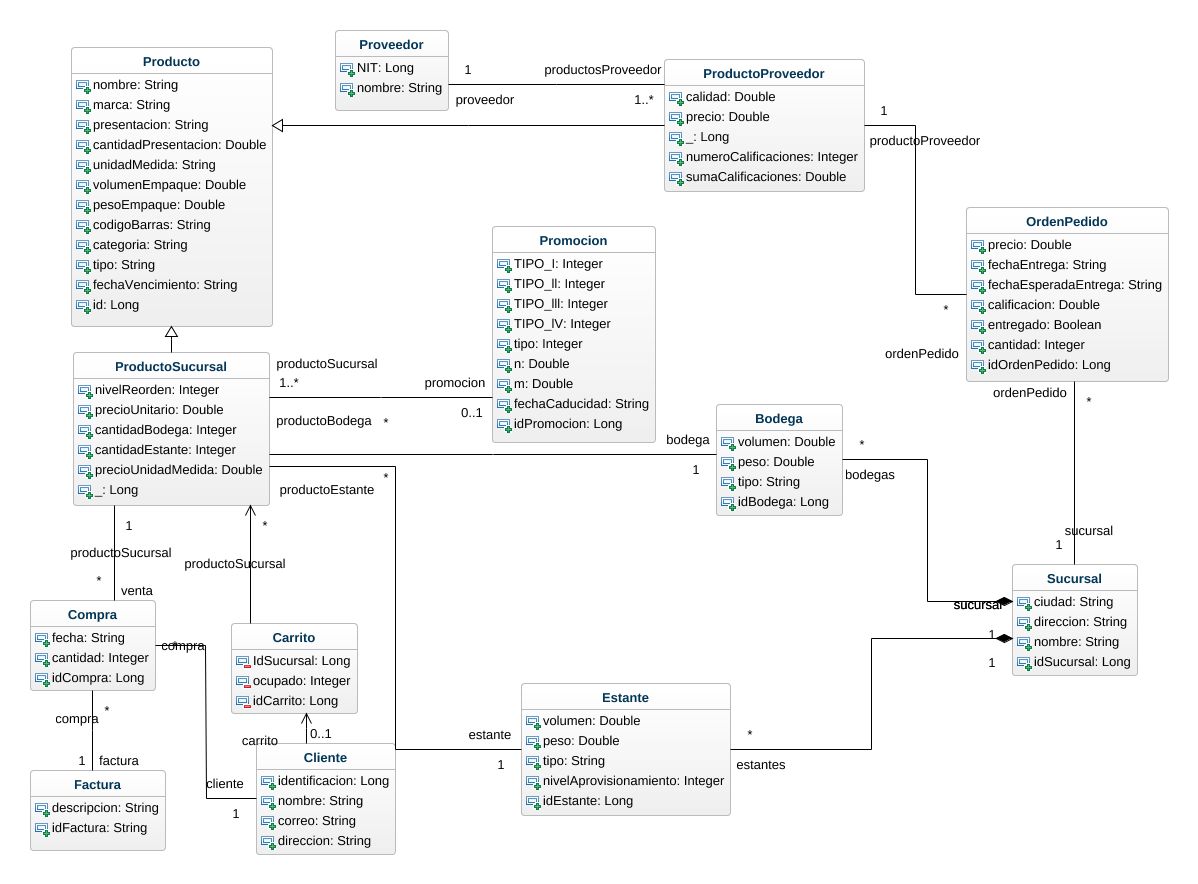 Producto
nombre: String
marca: String
presentacion: String
cantidadPresentacion: Double
unidadMedida: String
volumenEmpaque: Double
pesoEmpaque: Double
codigoBarras: String
categoria: String
tipo: String
fechaVencimiento: String
id: Long
Proveedor
NIT: Long
nombre: String
1
proveedor
productosProveedor
1..*
ProductoProveedor
calidad: Double
precio: Double
_: Long
numeroCalificaciones: Integer
sumaCalificaciones: Double
1
productoProveedor
*
ordenPedido
OrdenPedido
precio: Double
fechaEntrega: String
fechaEsperadaEntrega: String
calificacion: Double
entregado: Boolean
cantidad: Integer
idOrdenPedido: Long
ordenPedido
*
sucursal
1
Promocion
TIPO_I: Integer
TIPO_II: Integer
TIPO_III: Integer
TIPO_IV: Integer
tipo: Integer
n: Double
m: Double
fechaCaducidad: String
idPromocion: Long
ProductoSucursal
nivelReorden: Integer
precioUnitario: Double
cantidadBodega: Integer
cantidadEstante: Integer
precioUnidadMedida: Double
_: Long
productoSucursal
1..*
promocion
0..1
productoBodega
*
bodega
1
productoEstante
*
Bodega
volumen: Double
peso: Double
tipo: String
idBodega: Long
*
bodegas
sucursal
1
1
Sucursal
ciudad: String
direccion: String
nombre: String
idSucursal: Long
1
productoSucursal
*
venta
productoSucursal
*
Compra
fecha: String
cantidad: Integer
idCompra: Long
compra
*
Carrito
IdSucursal: Long
ocupado: Integer
idCarrito: Long
carrito
0..1
compra
*
1
factura
Factura
descripcion: String
idFactura: String
cliente
1
Cliente
identificacion: Long
nombre: String
correo: String
direccion: String
estante
1
Estante
volumen: Double
peso: Double
tipo: String
nivelAprovisionamiento: Integer
idEstante: Long
*
estantes